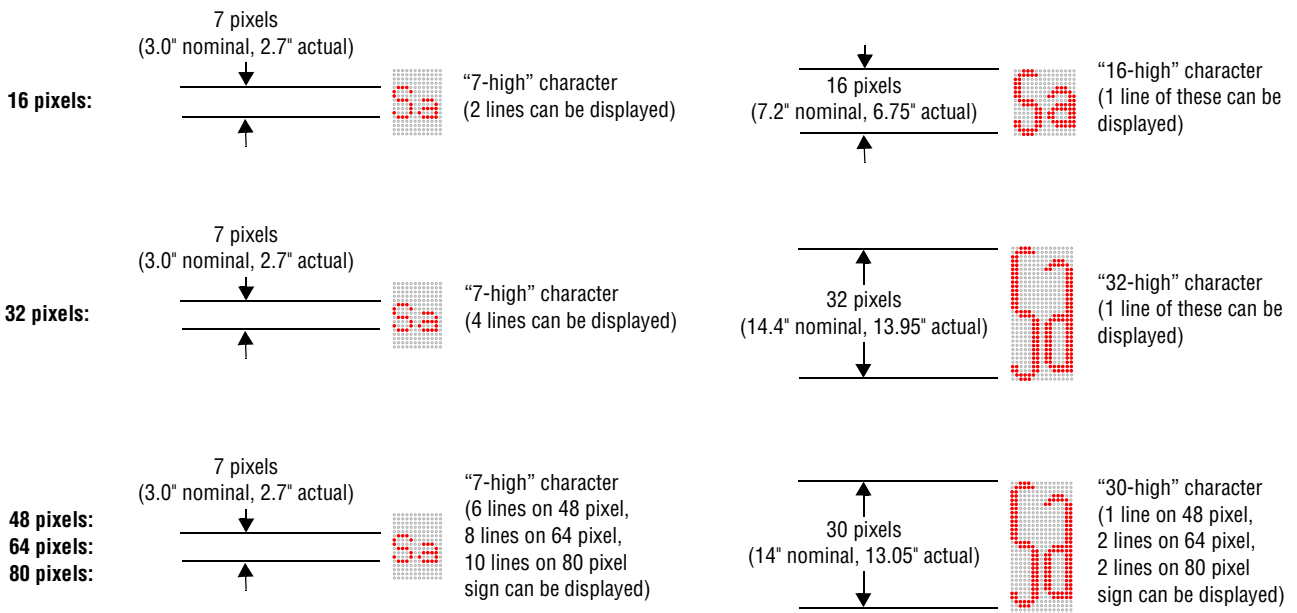 16 pixels:
7 pixels
(3.0" nominal, 2.7" actual)
Sa
“7-high” character
(2 lines can be displayed)
16 pixels
(7.2" nominal, 6.75" actual)
Sa
“16-high” character
(1 line of these can be
displayed)
32 pixels:
7 pixels
(3.0" nominal, 2.7" actual)
Sa
“7-high” character
(4 lines can be displayed)
32 pixels
(14.4" nominal, 13.95" actual)
Sa
“32-high” character
(1 line of these can be
displayed)
48 pixels:
64 pixels:
80 pixels:
7 pixels
(3.0" nominal, 2.7" actual)
Sa
“7-high” character
(6 lines on 48 pixel,
8 lines on 64 pixel,
10 lines on 80 pixel
sign can be displayed)
30 pixels
(14" nominal, 13.05" actual)
Sa
“30-high” character
(1 line on 48 pixel,
2 lines on 64 pixel,
2 lines on 80 pixel
sign can be displayed)